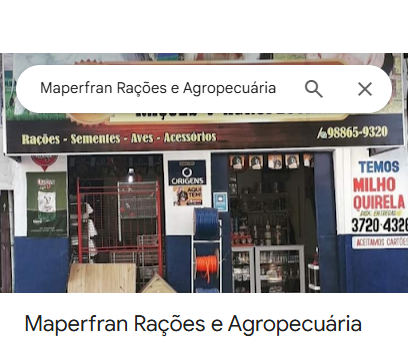 Maperfran Rações e Agropecuária
Rações - Sementes - Aves - Acessórios
98865-9320
ORIGENS
AQUI
TEM
TEMOS
MILHO
QUIRELA
3720-4326
ACEITAMOS CARTÕES
Maperfran Rações e Agropecuária